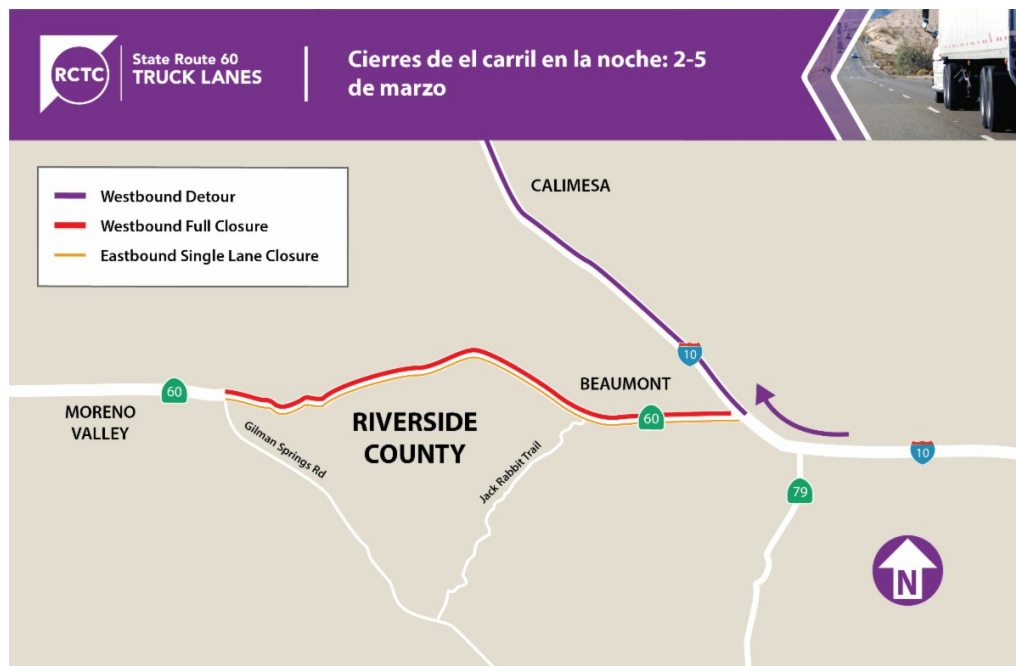 RCTC
State Route 60
TRUCK LANES
Cierres de el carril en la noche: 2-5
de marzo
Westbound Detour
Westbound Full Closure
Eastbound Single Lane Closure
CALIMESA
10
BEAUMONT
60
MORENO
VALLEY
RIVERSIDE
COUNTY
60
Gilman Springs Rd
Jack Rabbit Trail
10
79
N